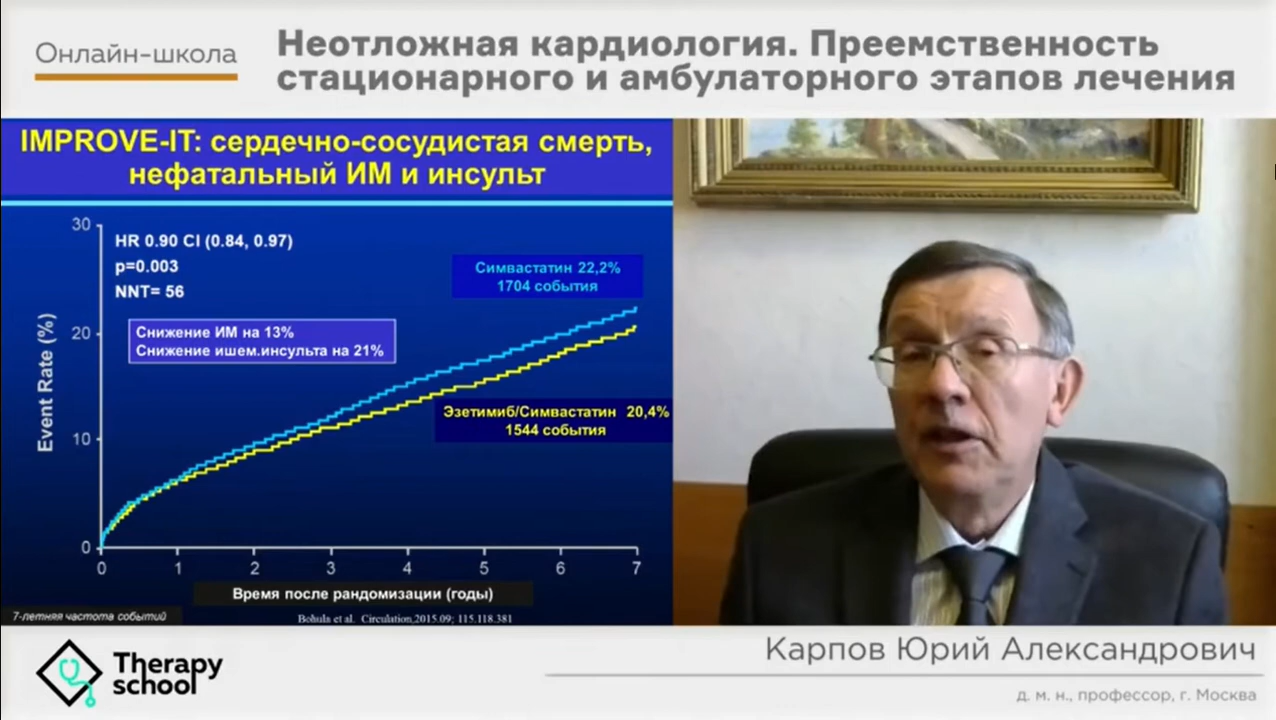 Онлайн-школа
Неотложная кардиология. Преемственность
стационарного и амбулаторного этапов лечения
IMPROVE-IT: сердечно-сосудистая смерть,
нефатальный ИМ и инсульт
30
20
10
0
Event Rate (%)
HR 0.90 CI (0.84, 0.97)
p=0.003
NNT= 56
Снижение ИМ на 13%
Снижение ишем.инсульта на 21%
Симвастатин 22,2%
1704 события
Эзетимиб/Симвастатин 20,4%
1544 события
0 1 2 3 4 5 6 7
Время после рандомизации (годы)
7-летняя частота событий
Bohula et al. Circulation,2015.09; 115.118.381
Therapy
school
Карпов Юрий Александрович
д. м. н., профессор, г. Москва